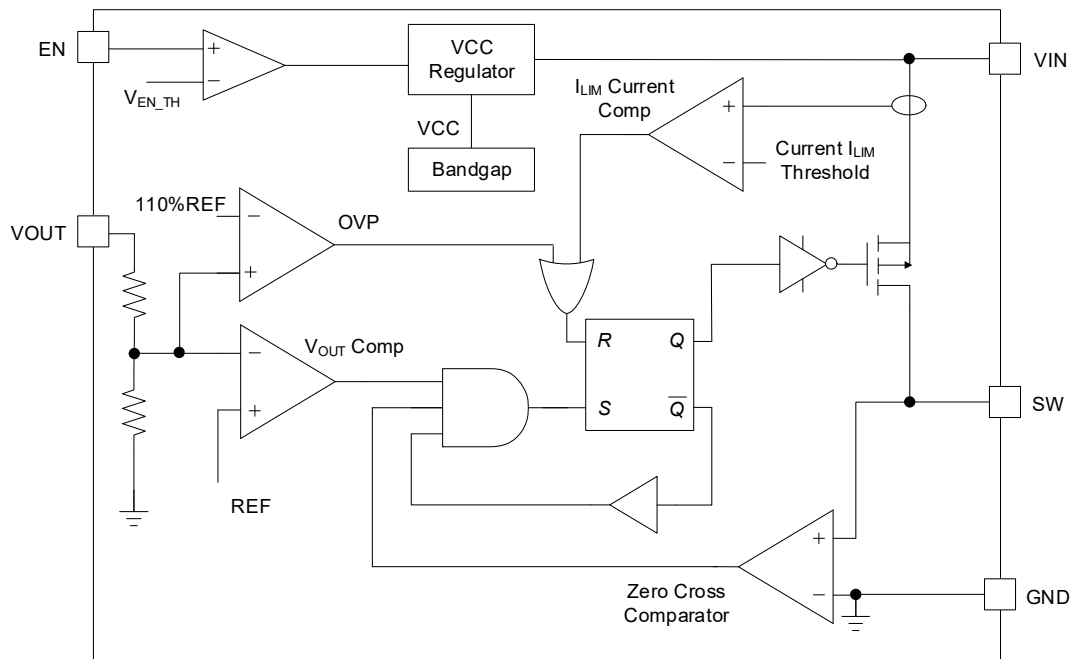 EN
+
−
V_EN_TH
VCC
Regulator
VCC
Bandgap
I_LIM Current
Comp
+
−
Current I_LIM
Threshold
VIN
VOUT
110%REF
−
+
OVP
−
+
V_OUT Comp
REF
R
Q
S
Q̅
SW
+
−
Zero Cross
Comparator
GND